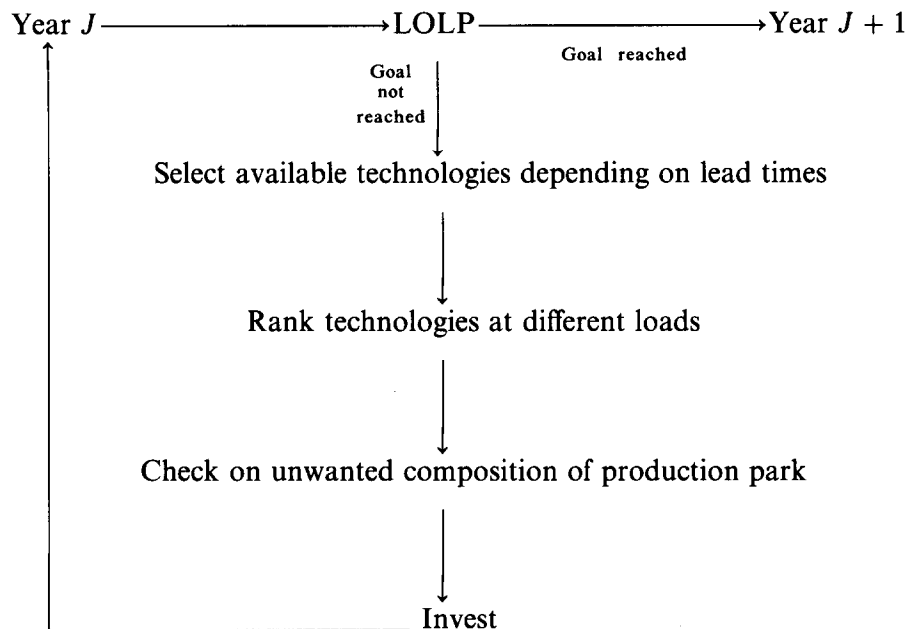 Year J LOLP Year J + 1
Goal reached
Goal
not
reached
Select available technologies depending on lead times
Rank technologies at different loads
Check on unwanted composition of production park
Invest